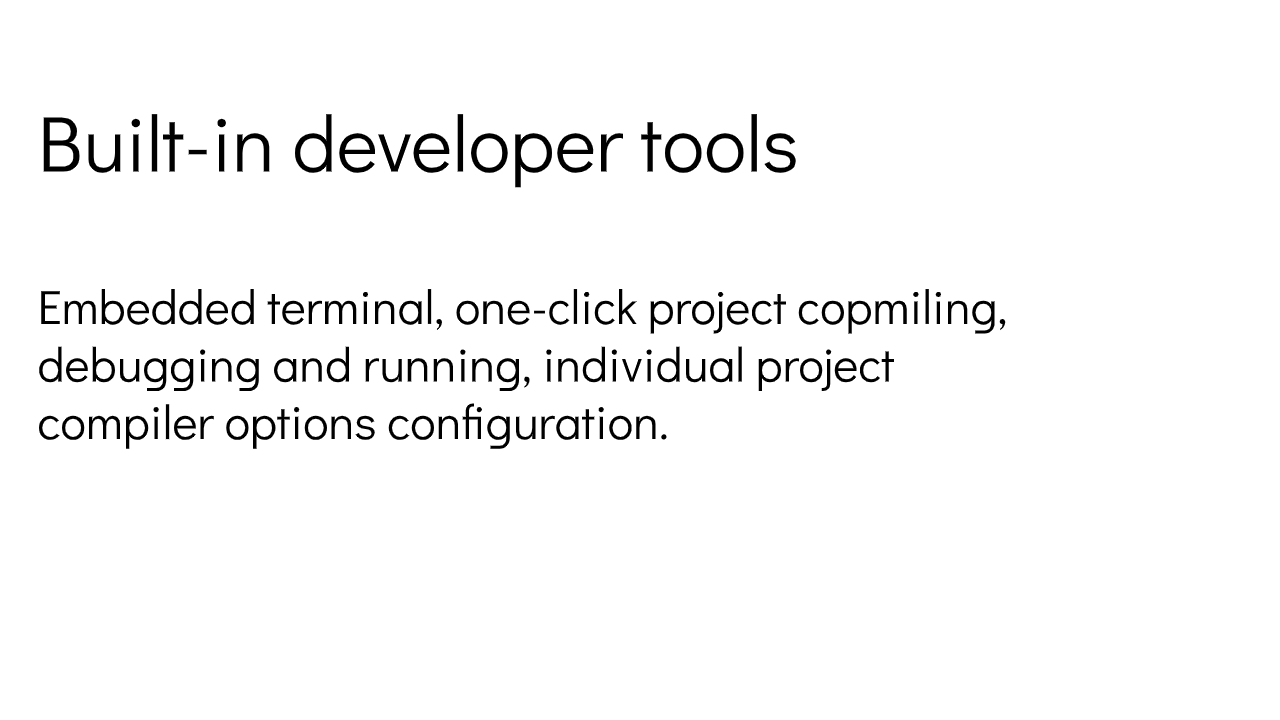 Built-in developer tools
Embedded terminal, one-click project copmiling,
debugging and running, individual project
compiler options configuration.